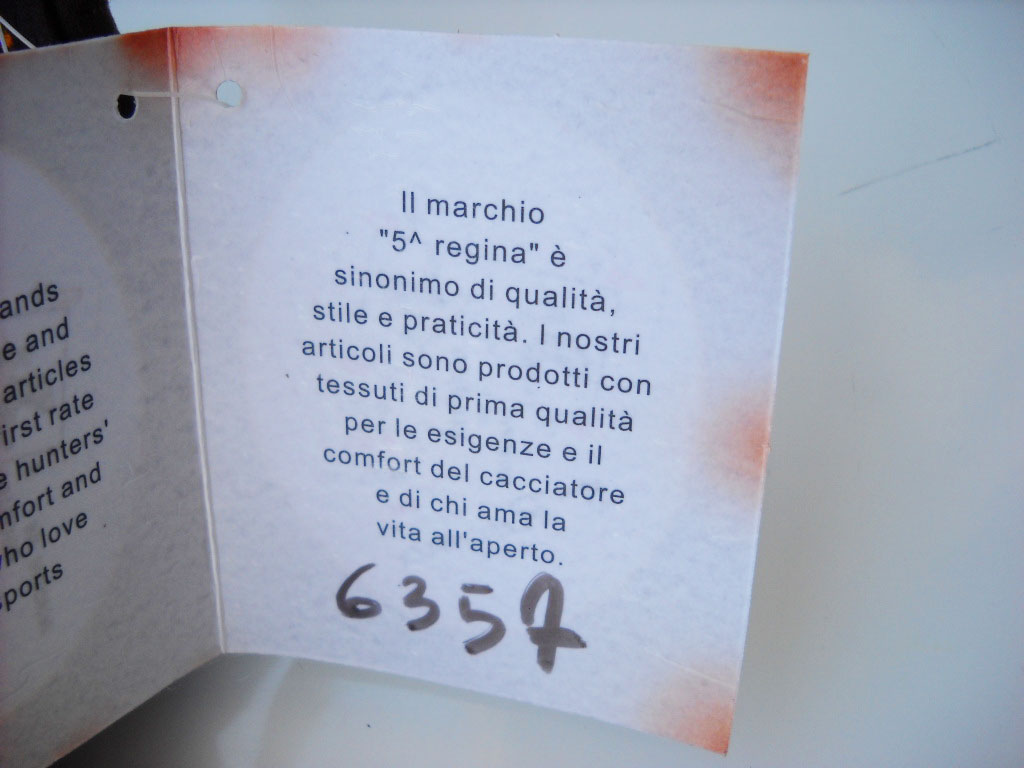 ands
e and
articles
irst rate
e hunters'
nfort and
ho love
ports
Il marchio
"5^ regina" è
sinonimo di qualità,
stile e praticità. I nostri
articoli sono prodotti con
tessuti di prima qualità
per le esigenze e il
comfort del cacciatore
e di chi ama la
vita all'aperto.
6357